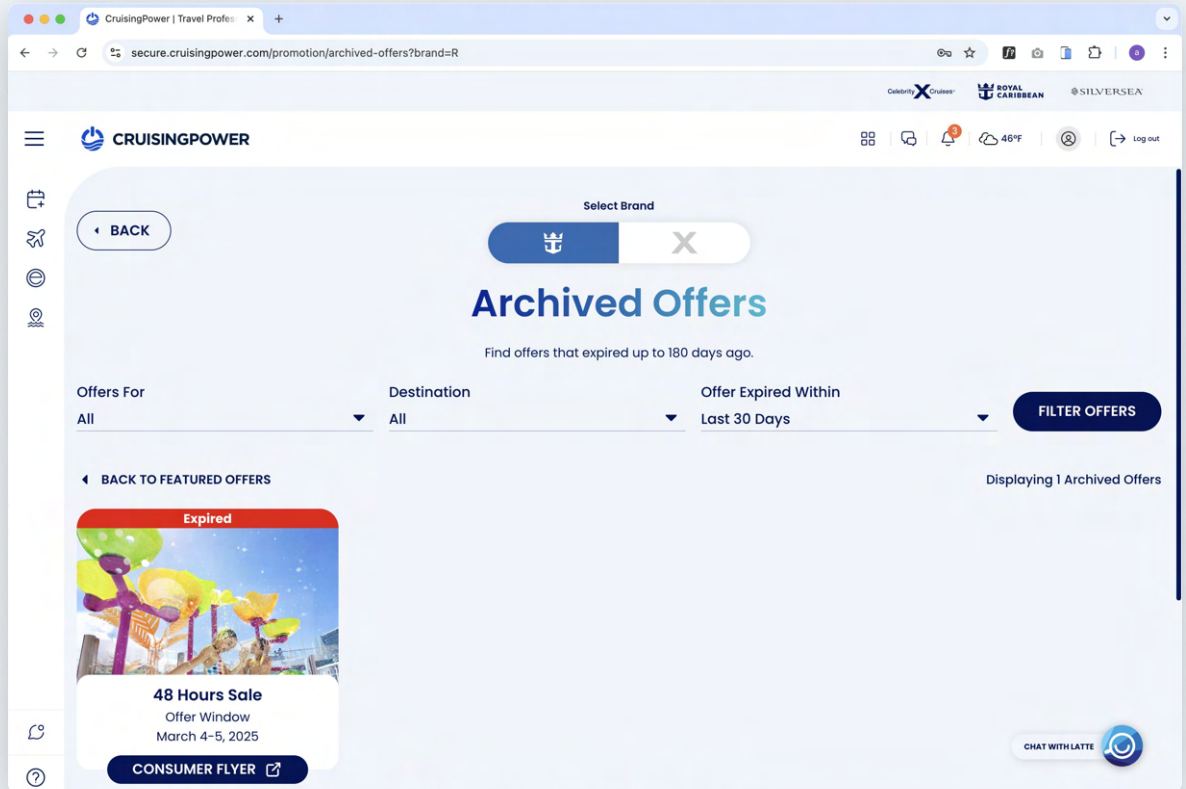 CruisingPower | Travel Profes
secure.cruisingpower.com/promotion/archived-offers?brand=R
a
Celebrity X Cruises
ROYAL
CARIBBEAN
SILVERSEA
CRUISINGPOWER
3
46°F
Log out
BACK
Select Brand
X
Archived Offers
Find offers that expired up to 180 days ago.
Offers For
Destination
Offer Expired Within
All
All
Last 30 Days
FILTER OFFERS
BACK TO FEATURED OFFERS
Displaying 1 Archived Offers
Expired
48 Hours Sale
Offer Window
March 4-5, 2025
CONSUMER FLYER
CHAT WITH LATTE